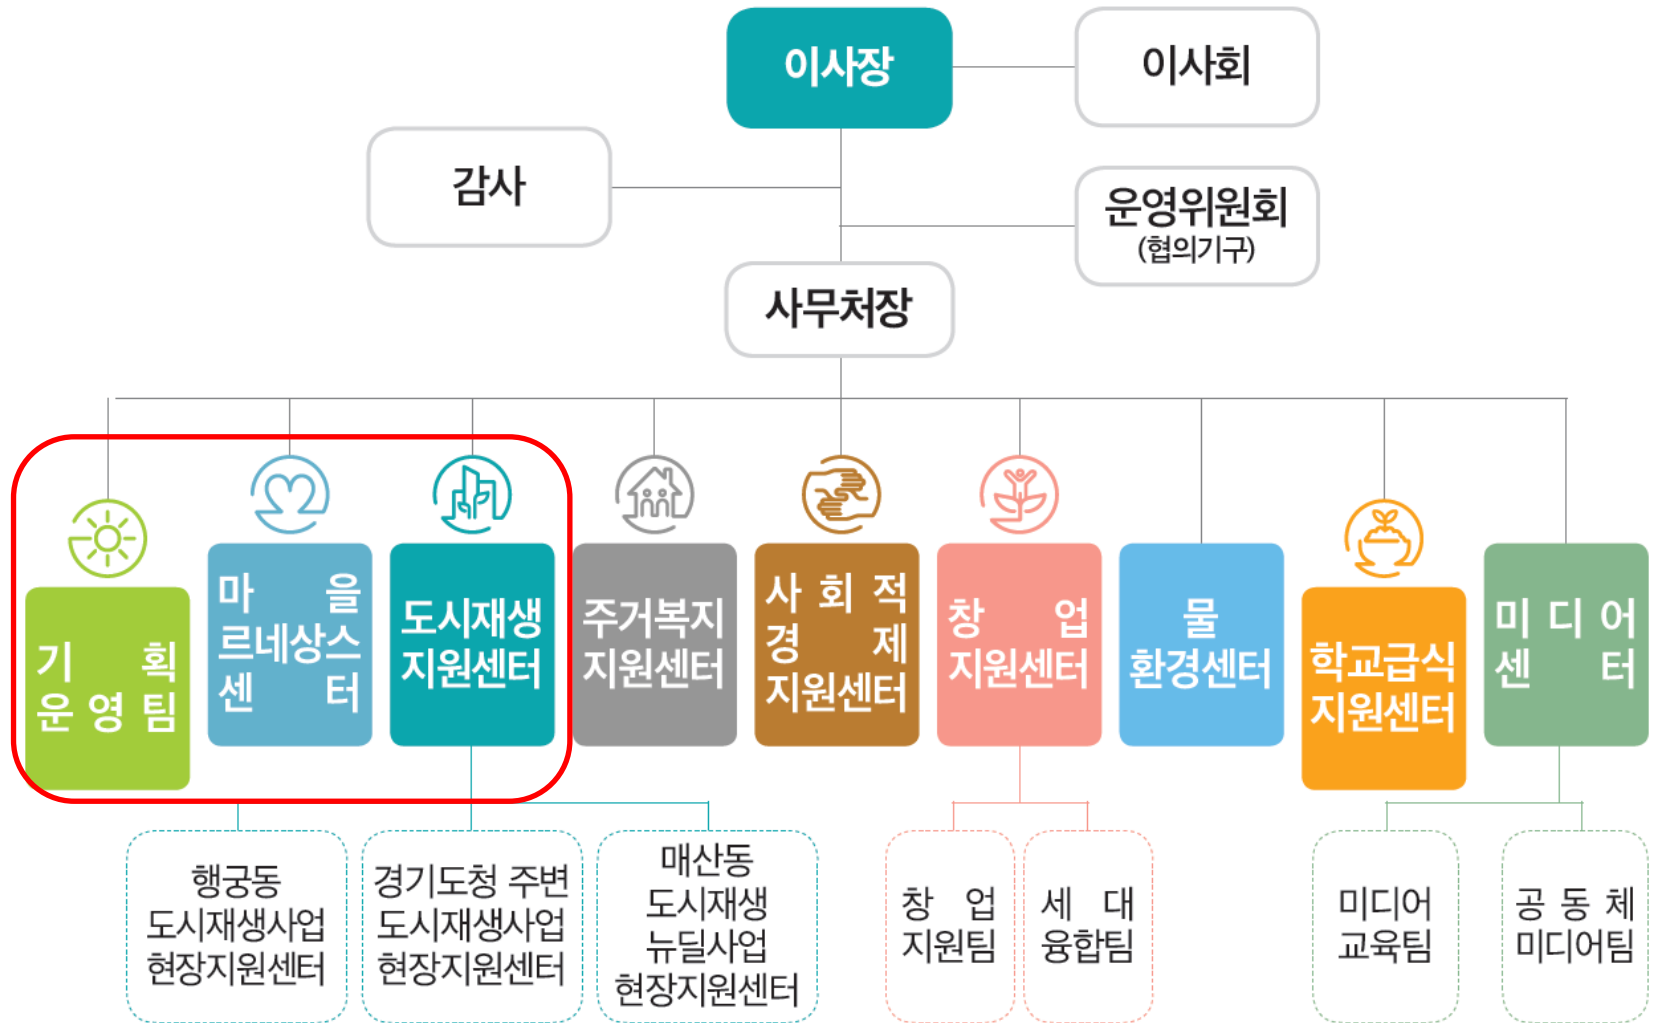 이사장
이사회
감사
운영위원회
(협의기구)
사무처장
기 획
운 영 팀
마 을
르네상스
센 터
도시재생
지원센터
주거복지
지원센터
사 회 적
경 제
지원센터
창 업
지원센터
물
환경센터
학교급식
지원센터
미 디 어
센 터
행궁동
도시재생사업
현장지원센터
경기도청 주변
도시재생사업
현장지원센터
매산동
도시재생
뉴딜사업
현장지원센터
창 업
지원팀
세 대
융합팀
미디어
교육팀
공 동 체
미디어팀